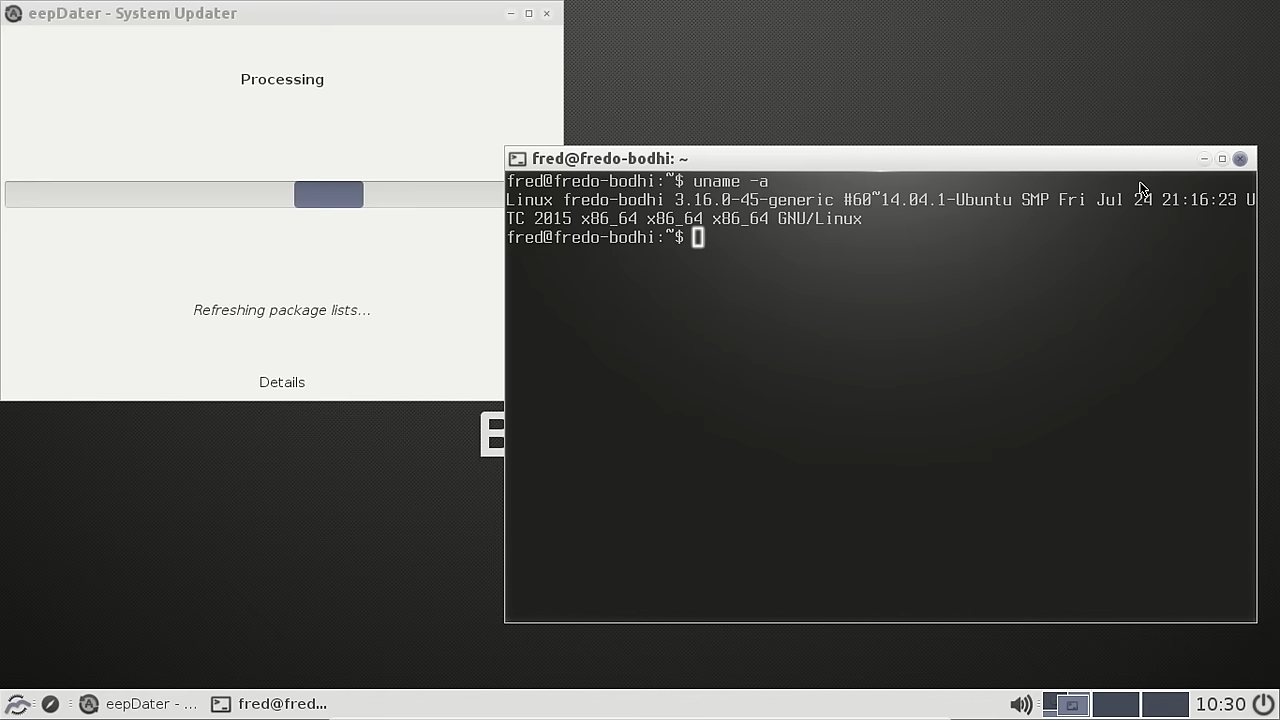 eepDater - System Updater
Processing
Refreshing package lists...
Details
fred@fredo-bodhi: ~
fred@fredo-bodhi:~$ uname -a
Linux fredo-bodhi 3.16.0-45-generic #60~14.04.1-Ubuntu SMP Fri Jul 24 21:16:23 U
TC 2015 x86_64 x86_64 x86_64 GNU/Linux
fred@fredo-bodhi:~$
eepDater - ...
fred@fred...
10:30